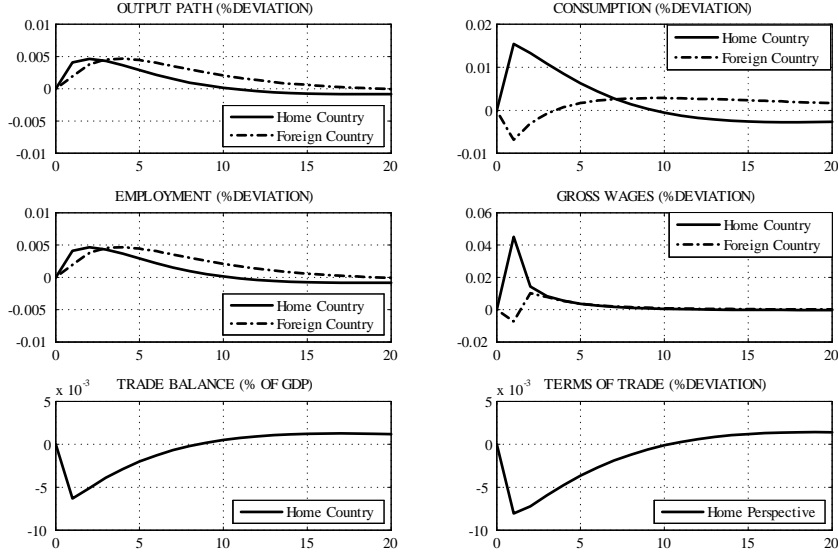 OUTPUT PATH (%DEVIATION)
0.01
0.005
0
-0.005
-0.01
0 5 10 15 20
Home Country
Foreign Country
CONSUMPTION (%DEVIATION)
0.02
0.01
0
-0.01
0 5 10 15 20
Home Country
Foreign Country
EMPLOYMENT (%DEVIATION)
0.01
0.005
0
-0.005
-0.01
0 5 10 15 20
Home Country
Foreign Country
GROSS WAGES (%DEVIATION)
0.06
0.04
0.02
0
-0.02
0 5 10 15 20
Home Country
Foreign Country
TRADE BALANCE (% OF GDP)
x 10-3
5
0
-5
-10
0 5 10 15 20
Home Country
TERMS OF TRADE (%DEVIATION)
x 10-3
5
0
-5
-10
0 5 10 15 20
Home Perspective